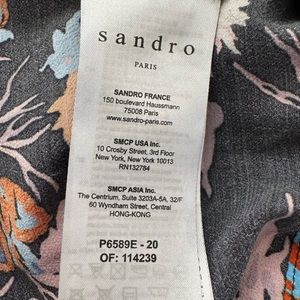 sandro
PARIS
SANDRO FRANCE
150 boulevard Haussmann
75008 Paris
www.sandro-paris.com
SMCP USA Inc.
10 Crosby Street, 3rd Floor
New York, New York 10013
RN132784
SMCP ASIA Inc.
The Centrium, Suite 3203A-5A, 32/F
60 Wyndham Street, Central
HONG-KONG
P6589E - 20
OF: 114239